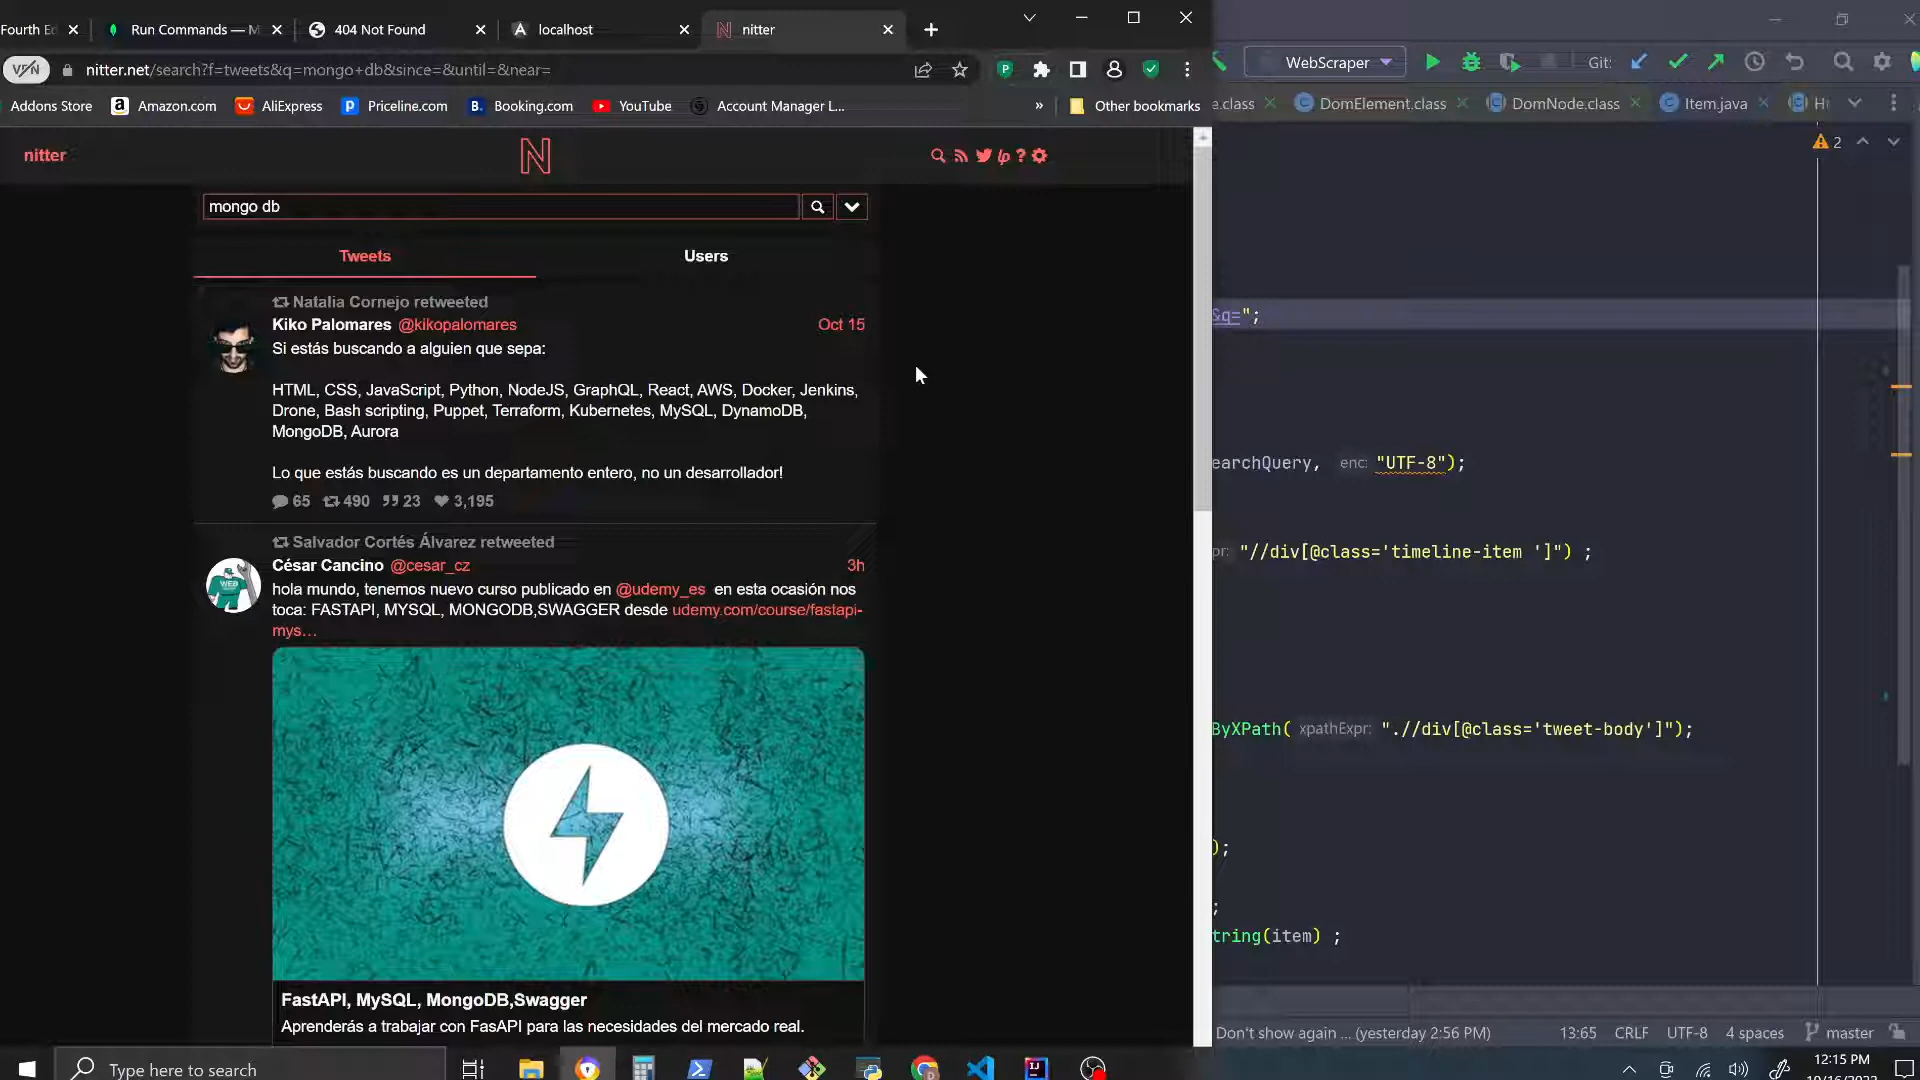 Fourth Ed
Run Commands — M
404 Not Found
localhost
nitter
VPN
nitter.net/search?f=tweets&q=mongo+db&since=&until=&near=
Addons Store
Amazon.com
AliExpress
Priceline.com
Booking.com
YouTube
Account Manager L...
»
Other bookmarks
nitter
mongo db
Tweets
Users
Natalia Cornejo retweeted
Kiko Palomares @kikopalomares
Oct 15
Si estás buscando a alguien que sepa:
HTML, CSS, JavaScript, Python, NodeJS, GraphQL, React, AWS, Docker, Jenkins,
Drone, Bash scripting, Puppet, Terraform, Kubernetes, MySQL, DynamoDB,
MongoDB, Aurora
Lo que estás buscando es un departamento entero, no un desarrollador!
65 490 23 3,195
Salvador Cortés Álvarez retweeted
César Cancino @cesar_cz
3h
hola mundo, tenemos nuevo curso publicado en @udemy_es en esta ocasión nos
toca: FASTAPI, MYSQL, MONGODB,SWAGGER desde udemy.com/course/fastapi-
mys…
FastAPI, MySQL, MongoDB,Swagger
Aprenderás a trabajar con FasAPI para las necesidades del mercado real.
WebScraper
Git:
e.class
DomElement.class
DomNode.class
Item.java
2
&q=";
earchQuery, enc: "UTF-8");
pr: "//div[@class='timeline-item ']") ;
ByXPath( xpathExpr: ".//div[@class='tweet-body']");
);
;
tring(item) ;
Don't show again ... (yesterday 2:56 PM)
13:65
CRLF
UTF-8
4 spaces
master
Type here to search
12:15 PM